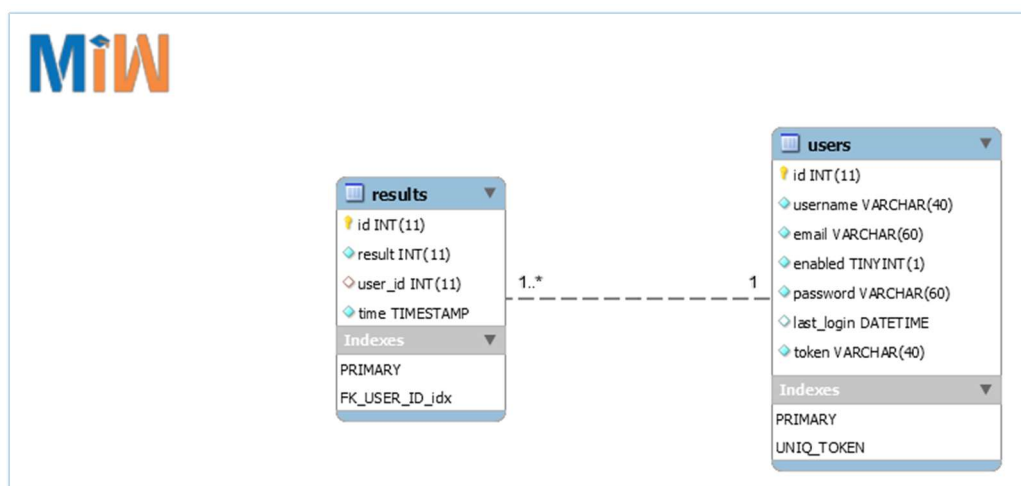 MiW
results
id INT(11)
result INT(11)
user_id INT(11)
time TIMESTAMP
Indexes
PRIMARY
FK_USER_ID_idx
1..*
1
users
id INT(11)
username VARCHAR(40)
email VARCHAR(60)
enabled TINYINT(1)
password VARCHAR(60)
last_login DATETIME
token VARCHAR(40)
Indexes
PRIMARY
UNIQ_TOKEN